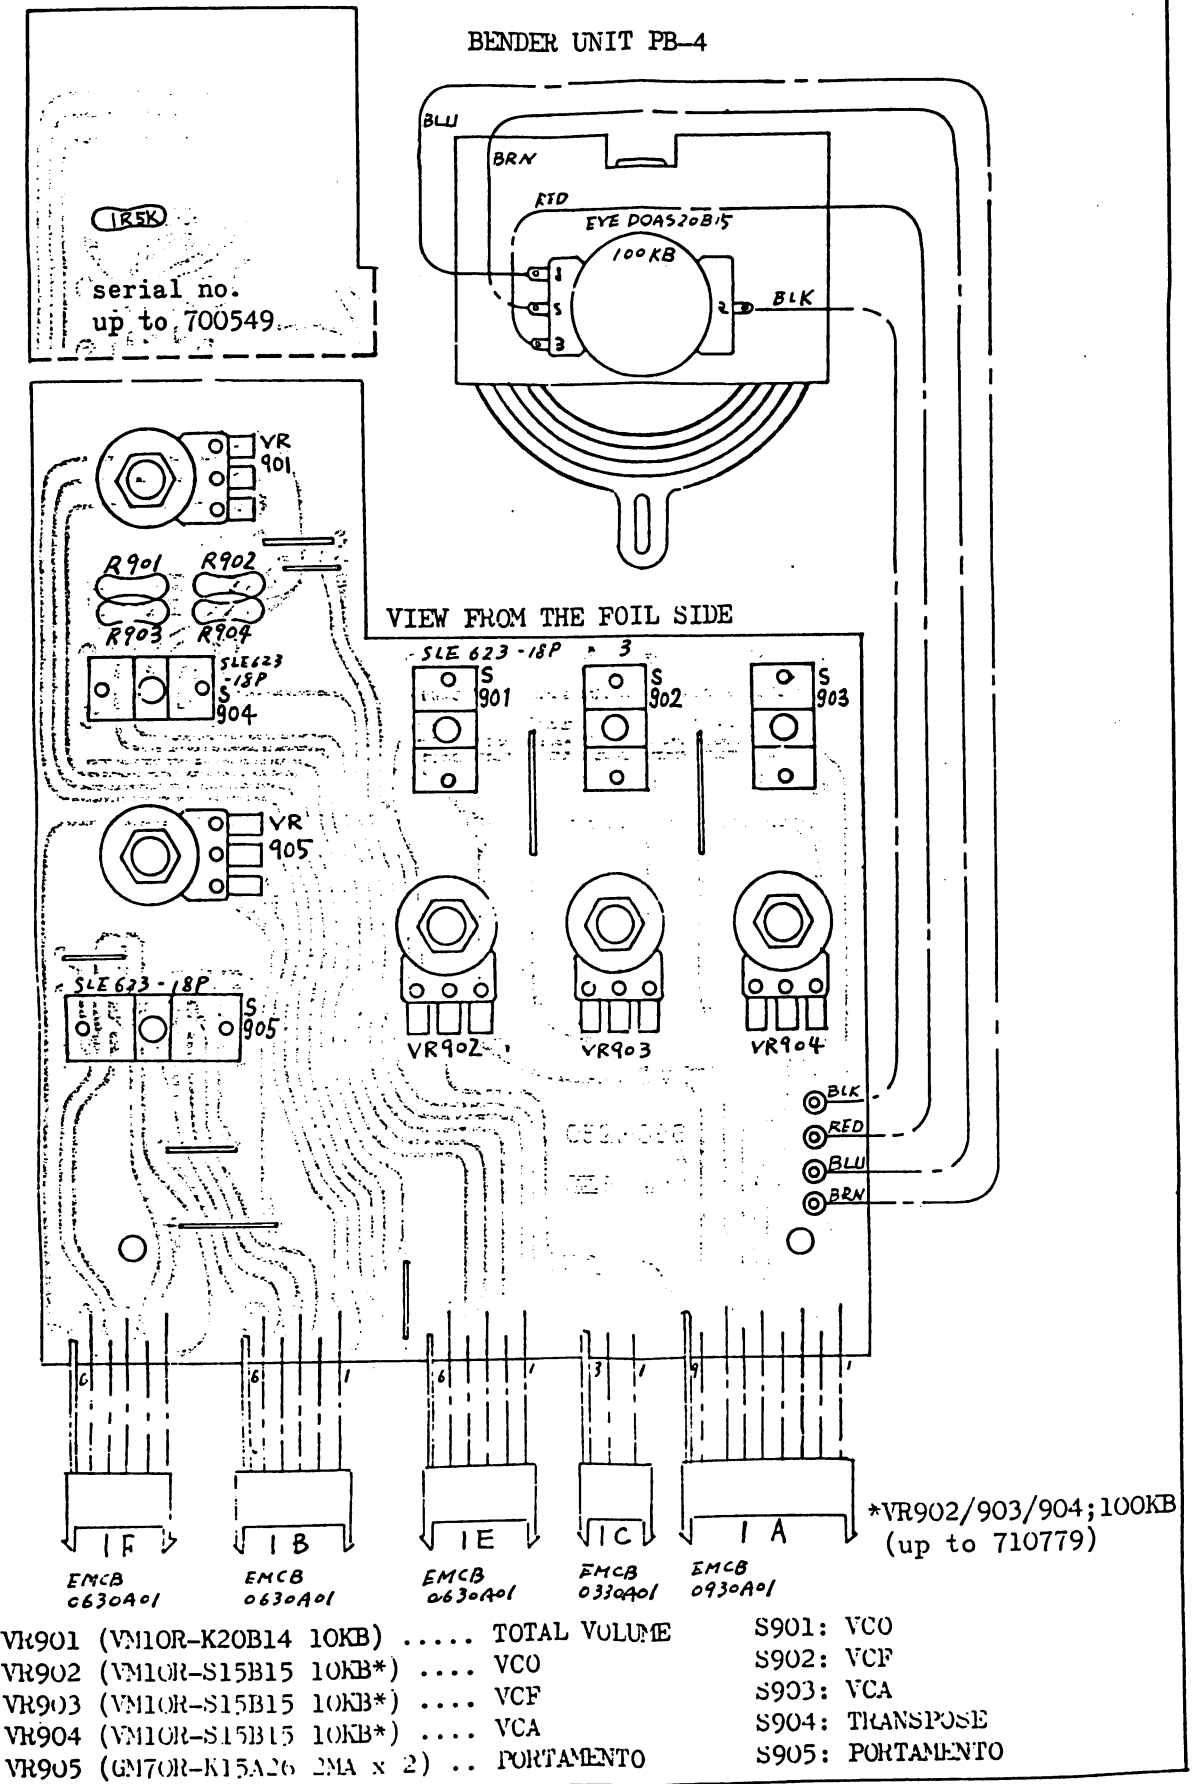 BENDER UNIT PB-4
BLU
BRN
RED
EYE DOAS20B15
100KB
1
5
3
2
BLK
1R5K
serial no.
up to 700549
VR
901
R901
R902
R903
R904
SLE623
-18P
S
904
VIEW FROM THE FOIL SIDE
SLE 623-18P × 3
S
901
S
902
S
903
VR
905
SLE623-18P
S
905
VR902
VR903
VR904
BLK
RED
BLU
BRN
6
6
1
6
1
3
1
9
1
1F
1B
1E
1C
1A
*VR902/903/904;100KB
(up to 710779)
EMCB
0630A01
EMCB
0630A01
EMCB
0630A01
EMCB
0330A01
EMCB
0930A01
VR901 (VM10R-K20B14 10KB) ..... TOTAL VOLUME
VR902 (VM10R-S15B15 10KB*) .... VCO
VR903 (VM10R-S15B15 10KB*) .... VCF
VR904 (VM10R-S15B15 10KB*) .... VCA
VR905 (GM70R-K15A26 2MA x 2) .. PORTAMENTO
S901: VCO
S902: VCF
S903: VCA
S904: TRANSPOSE
S905: PORTAMENTO